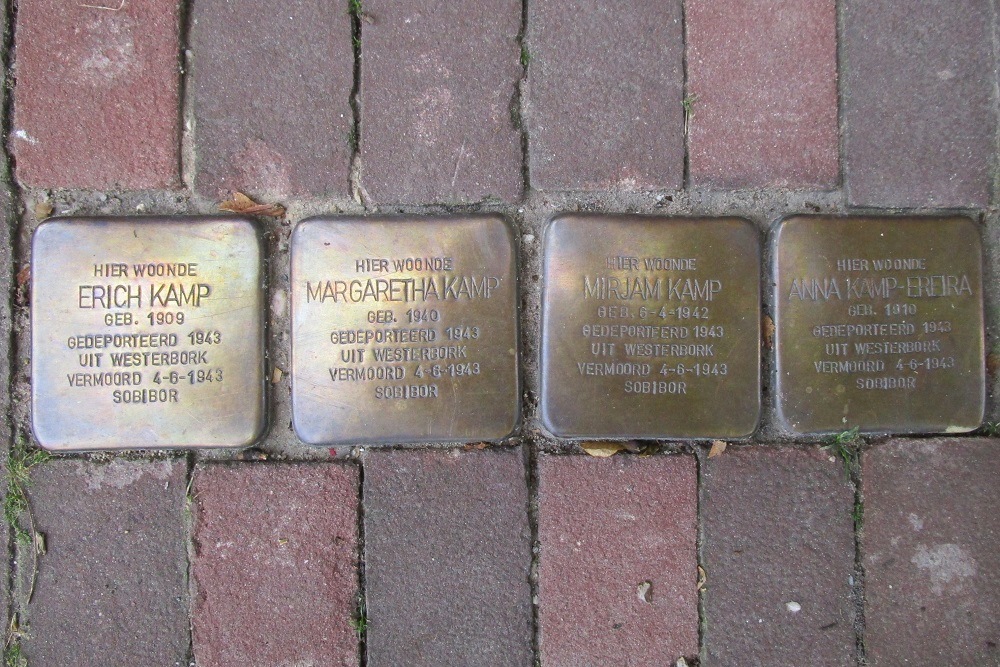 HIER WOONDE
ERICH KAMP
GEB. 1909
GEDEPORTEERD 1943
UIT WESTERBORK
VERMOORD 4-6-1943
SOBIBOR
HIER WOONDE
MARGARETHA KAMP
GEB. 1940
GEDEPORTEERD 1943
UIT WESTERBORK
VERMOORD 4-6-1943
SOBIBOR
HIER WOONDE
MIRJAM KAMP
GEB. 6-4-1942
GEDEPORTEERD 1943
UIT WESTERBORK
VERMOORD 4-6-1943
SOBIBOR
HIER WOONDE
ANNA KAMP-EREIRA
GEB. 1910
GEDEPORTEERD 1943
UIT WESTERBORK
VERMOORD 4-6-1943
SOBIBOR